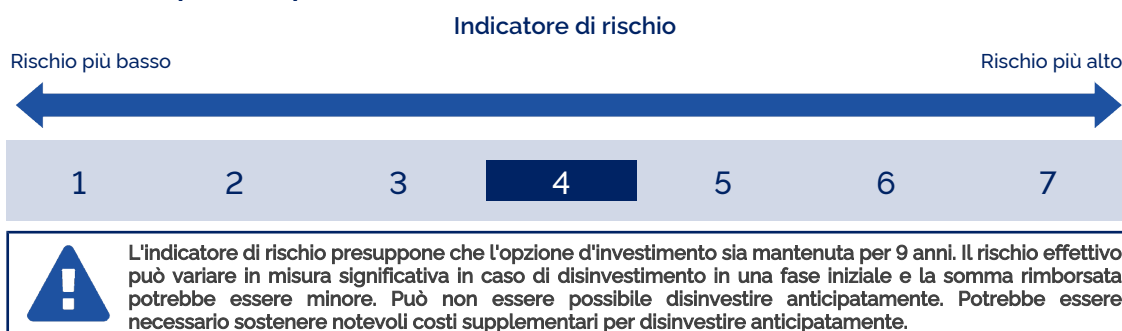 Indicatore di rischio
Rischio più basso
Rischio più alto
1 2 3 4 5 6 7
L'indicatore di rischio presuppone che l'opzione d'investimento sia mantenuta per 9 anni. Il rischio effettivo
può variare in misura significativa in caso di disinvestimento in una fase iniziale e la somma rimborsata
potrebbe essere minore. Può non essere possibile disinvestire anticipatamente. Potrebbe essere
necessario sostenere notevoli costi supplementari per disinvestire anticipatamente.